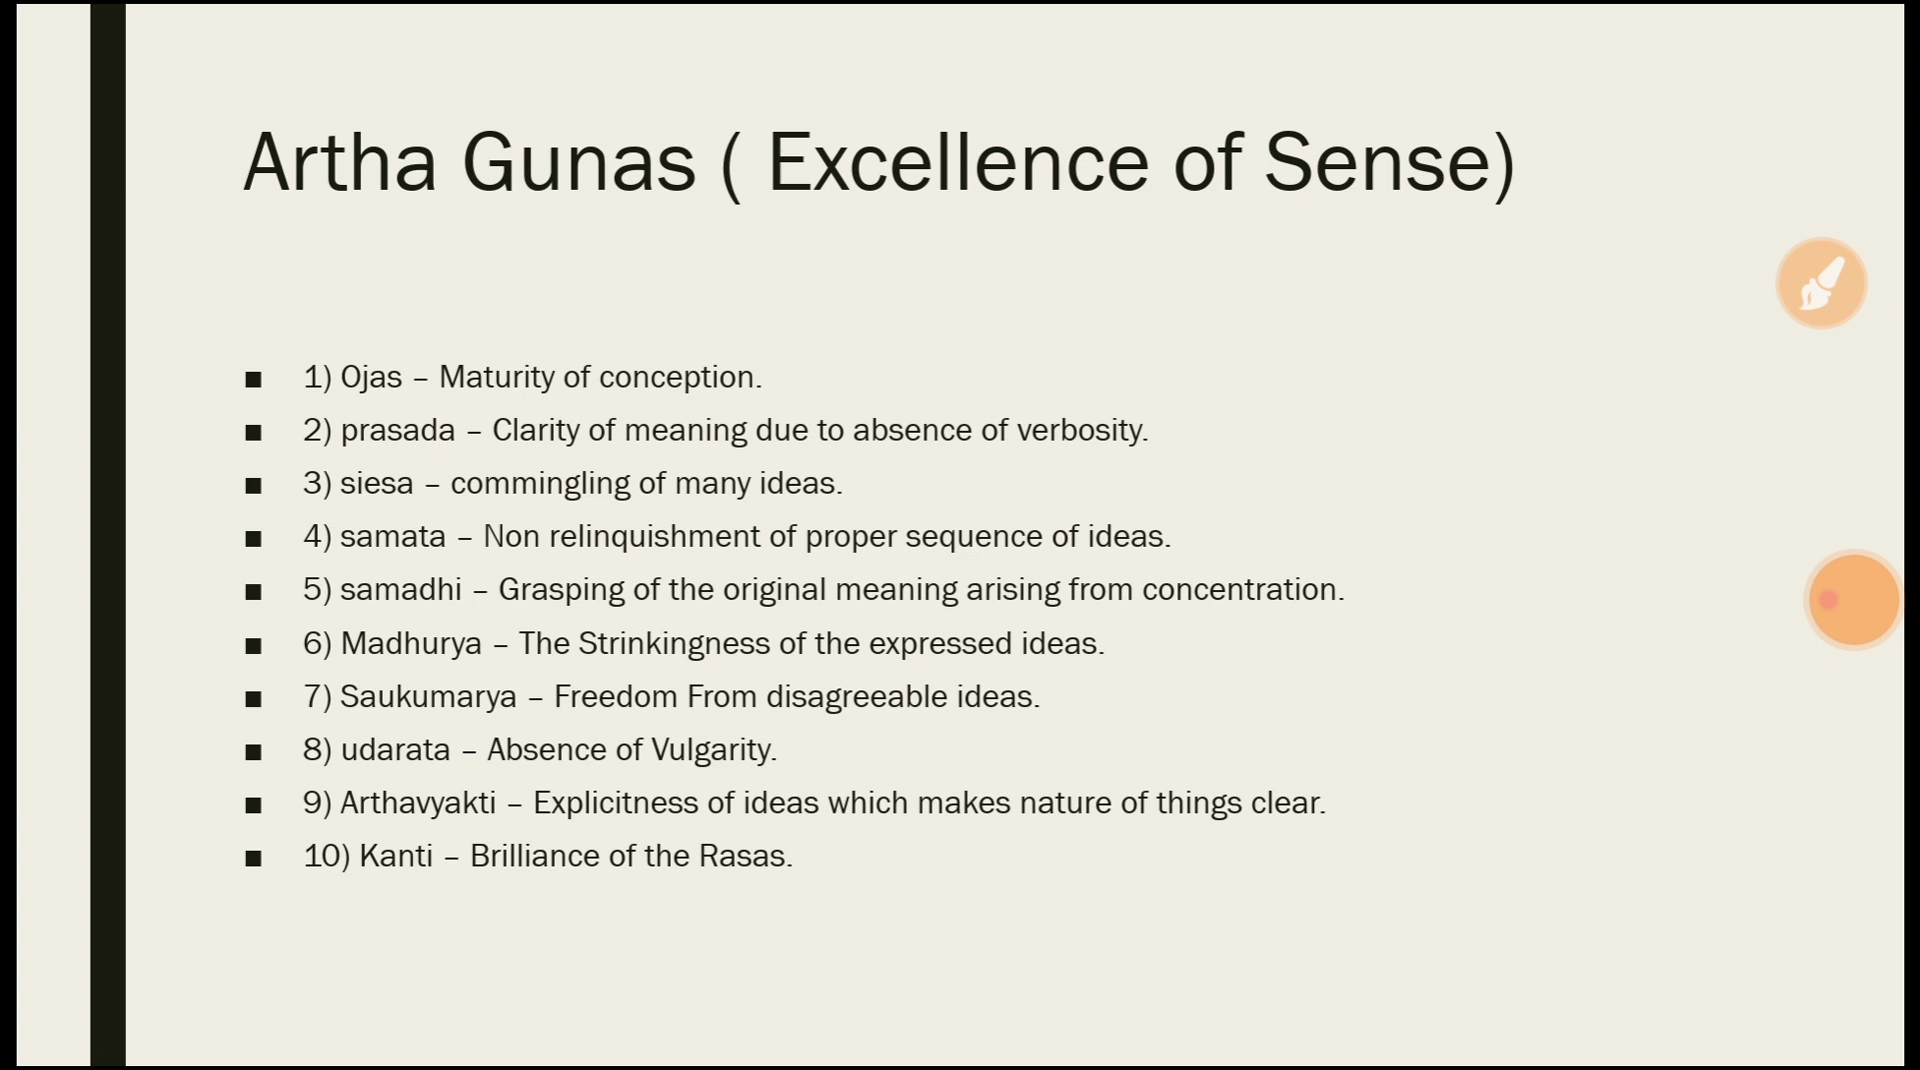 Artha Gunas ( Excellence of Sense)
■ 1) Ojas – Maturity of conception.
■ 2) prasada – Clarity of meaning due to absence of verbosity.
■ 3) siesa – commingling of many ideas.
■ 4) samata – Non relinquishment of proper sequence of ideas.
■ 5) samadhi – Grasping of the original meaning arising from concentration.
■ 6) Madhurya – The Strinkingness of the expressed ideas.
■ 7) Saukumarya – Freedom From disagreeable ideas.
■ 8) udarata – Absence of Vulgarity.
■ 9) Arthavyakti – Explicitness of ideas which makes nature of things clear.
■ 10) Kanti – Brilliance of the Rasas.